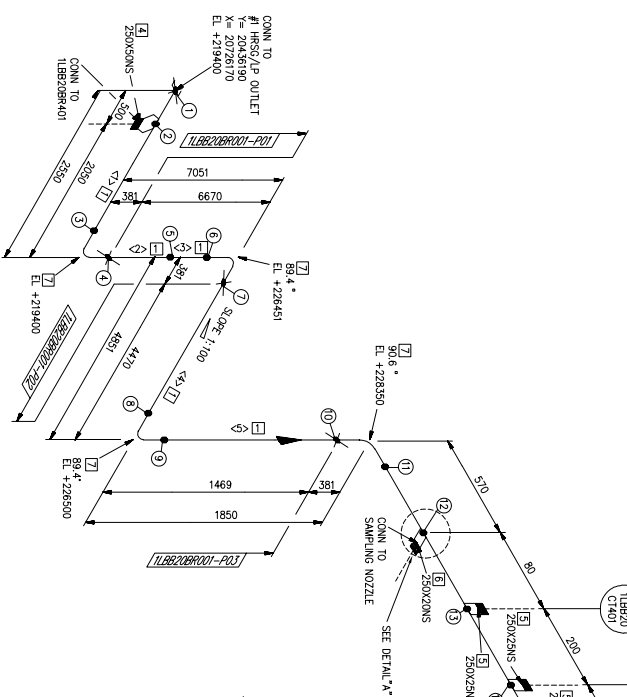 CONN TO
#1 HRSG/LP OUTLET
Y= 20436190
X= 20726170
EL +219400
4
250X50NS
CONN TO
1LBB20BR401
1
2
500
2050
2550
1LBB20BR001-P01
7051
381
6670
<1> 1
3
<2> 1
4
5
<3> 1
6
7
EL +219400
7
89.4°
EL +226451
381
7
SLOPE 1:100
4470
4851
1LBB20BR001-P02
<4> 1
8
9
<5> 1
7
89.4°
EL +226500
10
7
90.6°
EL +228350
11
1469
381
1850
1LBB20BR001-P03
12
CONN TO
SAMPLING NOZZLE
6
250X20NS
SEE DETAIL"A"
13
5
250X25NS
5
570
80
200
1LBB20
CT401